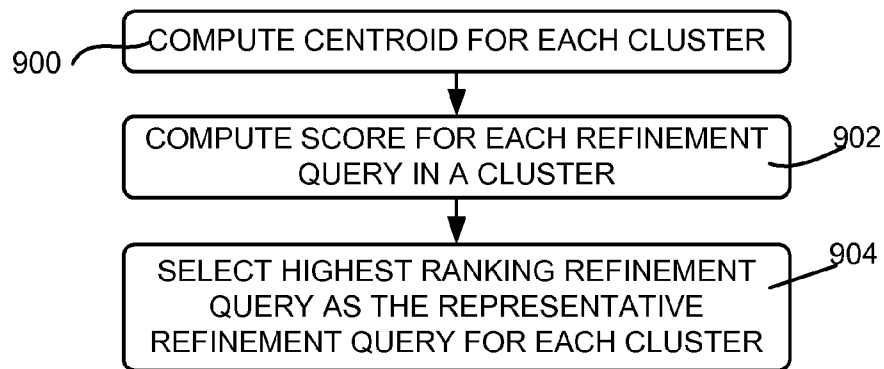 900
COMPUTE CENTROID FOR EACH CLUSTER
COMPUTE SCORE FOR EACH REFINEMENT
QUERY IN A CLUSTER
902
SELECT HIGHEST RANKING REFINEMENT
QUERY AS THE REPRESENTATIVE
REFINEMENT QUERY FOR EACH CLUSTER
904